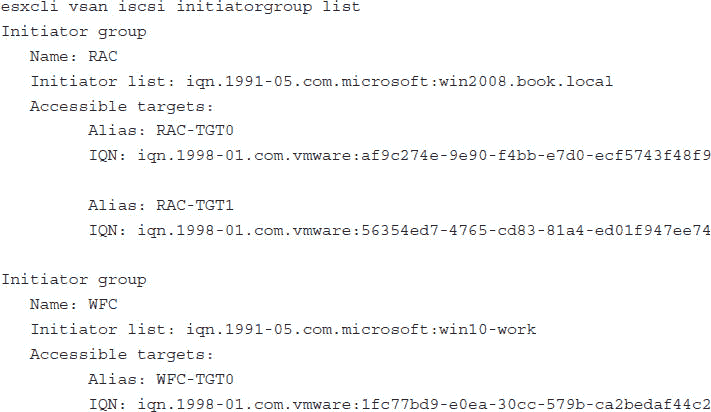 esxcli vsan iscsi initiatorgroup list
Initiator group
Name: RAC
Initiator list: iqn.1991-05.com.microsoft:win2008.book.local
Accessible targets:
Alias: RAC-TGT0
IQN: iqn.1998-01.com.vmware:af9c274e-9e90-f4bb-e7d0-ecf5743f48f9
Alias: RAC-TGT1
IQN: iqn.1998-01.com.vmware:56354ed7-4765-cd83-81a4-ed01f947ee74
Initiator group
Name: WFC
Initiator list: iqn.1991-05.com.microsoft:win10-work
Accessible targets:
Alias: WFC-TGT0
IQN: iqn.1998-01.com.vmware:1fc77bd9-e0ea-30cc-579b-ca2bedaf44c2